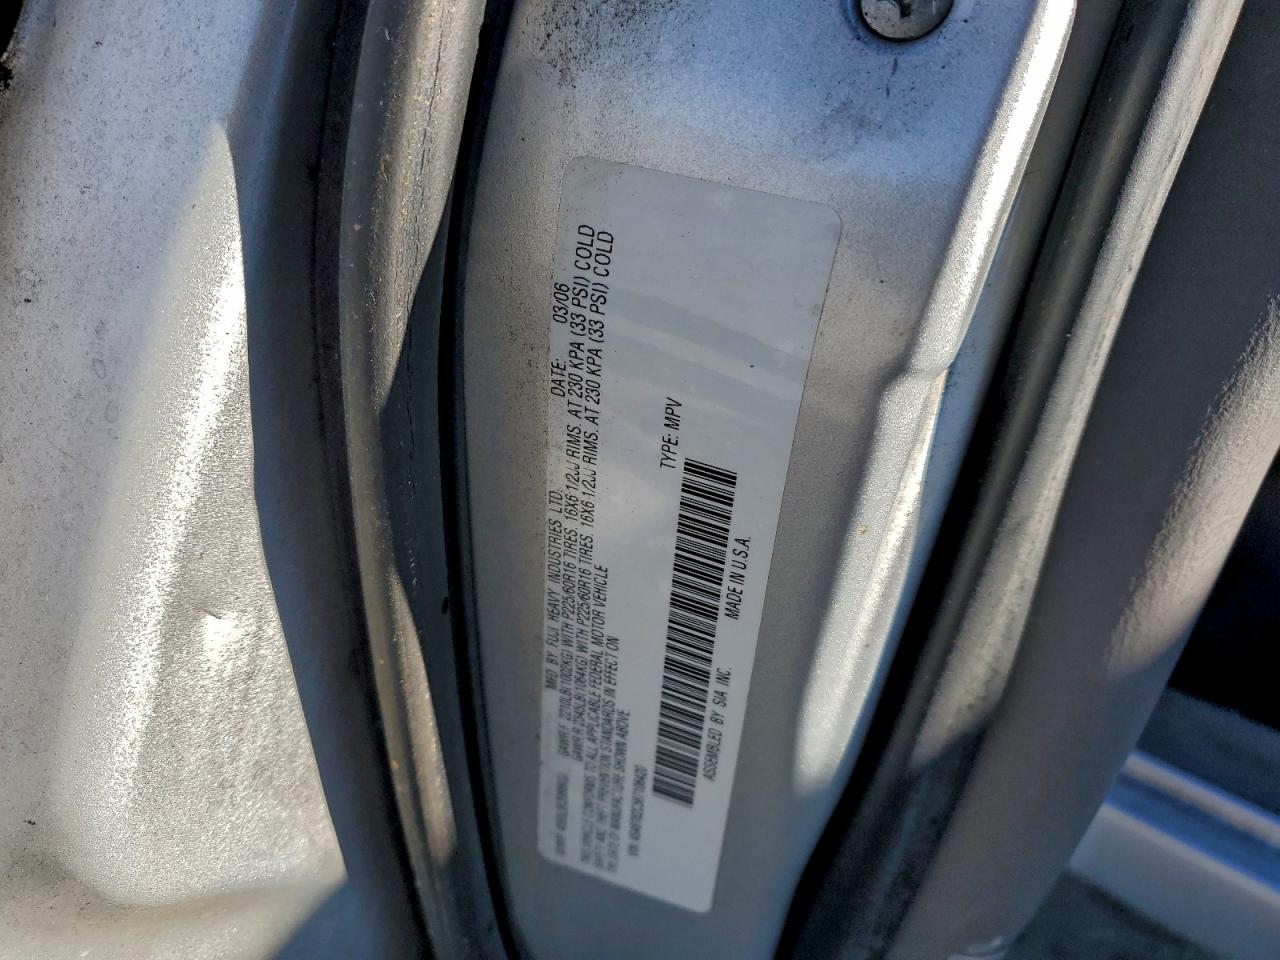 MFD BY FUJI HEAVY INDUSTRIES LTD. DATE: 03/06
GAWR F 2210LB(1002KG) WITH P225/60R16 TIRES, 16X6 1/2JJ RIMS, AT 230 KPA (33 PSI) COLD
GAWR R 2345LB(1064KG) WITH P225/60R16 TIRES, 16X6 1/2JJ RIMS, AT 230 KPA (33 PSI) COLD
THIS VEHICLE CONFORMS TO ALL APPLICABLE FEDERAL MOTOR VEHICLE
SAFETY AND THEFT PREVENTION STANDARDS IN EFFECT ON
THE DATE OF MANUFACTURE SHOWN ABOVE.
VIN: TYPE: MPV
ASSEMBLED BY SIA INC. MADE IN U.S.A.